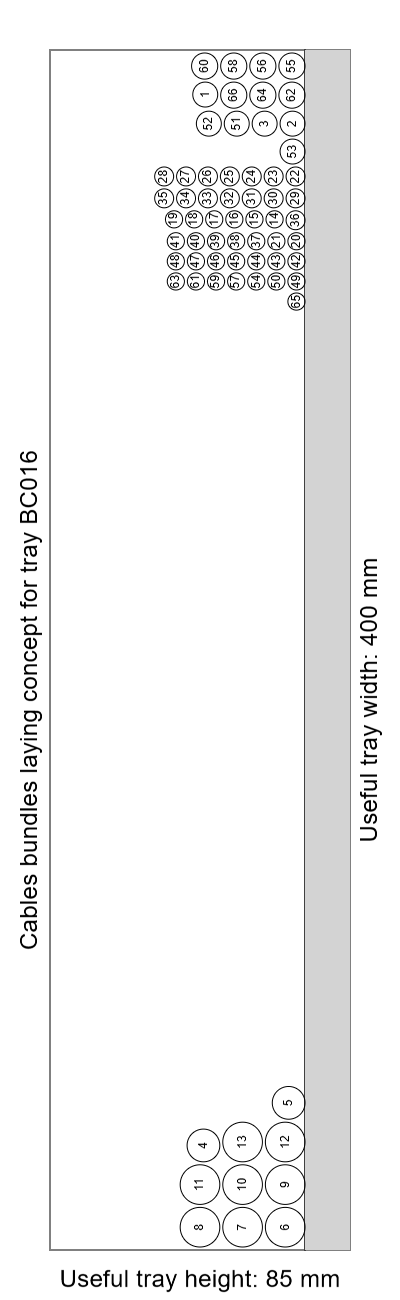 Cables bundles laying concept for tray BC016
60 58 56 55
1 66 64 62
52 51 3 2
53
28 27 26 25 24 23 22
35 34 33 32 31 30 29
19 18 17 16 15 14 36
41 40 39 38 37 21 20
48 47 46 45 44 43 42
63 61 59 57 54 50 49
65
5
4 13 12
11 10 9
8 7 6
Useful tray width: 400 mm
Useful tray height: 85 mm